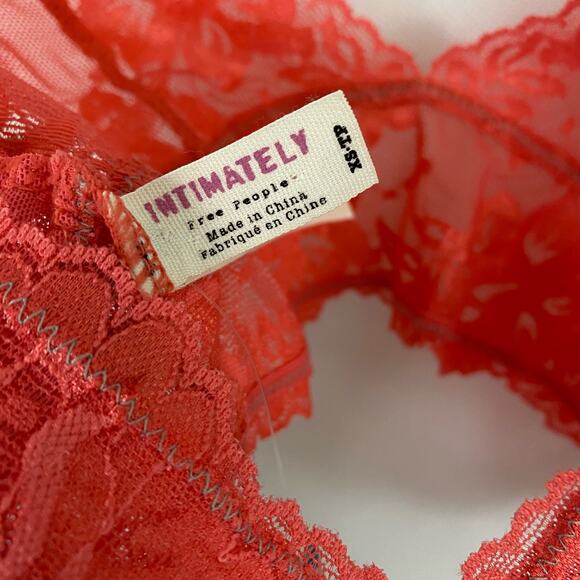 INTIMATELY
Free People
Made in China
Fabriqué en Chine
XS-TP